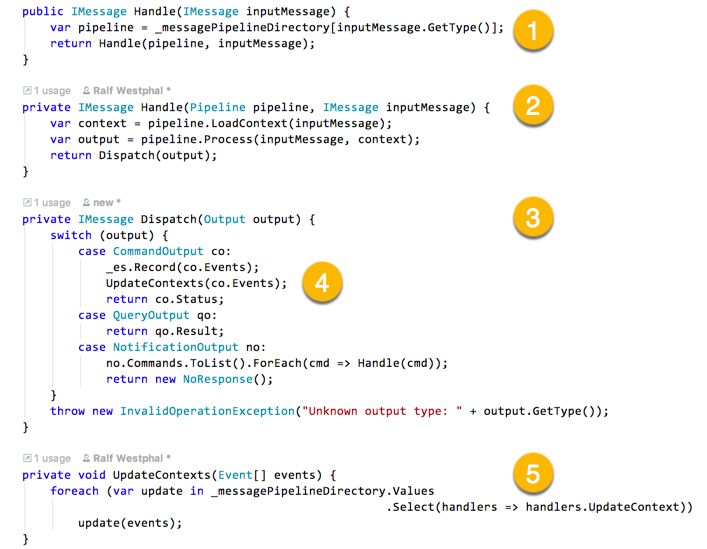 public IMessage Handle(IMessage inputMessage) {
    var pipeline = _messagePipelineDirectory[inputMessage.GetType()];
    return Handle(pipeline, inputMessage);
}
1
1 usage Ralf Westphal *
private IMessage Handle(Pipeline pipeline, IMessage inputMessage) {
    var context = pipeline.LoadContext(inputMessage);
    var output = pipeline.Process(inputMessage, context);
    return Dispatch(output);
}
2
1 usage new *
private IMessage Dispatch(Output output) {
3
    switch (output) {
        case CommandOutput co:
            _es.Record(co.Events);
            UpdateContexts(co.Events);
            return co.Status;
4
        case QueryOutput qo:
            return qo.Result;
        case NotificationOutput no:
            no.Commands.ToList().ForEach(cmd => Handle(cmd));
            return new NoResponse();
    }
    throw new InvalidOperationException("Unknown output type: " + output.GetType());
}
1 usage Ralf Westphal *
private void UpdateContexts(Event[] events) {
5
    foreach (var update in _messagePipelineDirectory.Values
                                                    .Select(handlers => handlers.UpdateContext))
        update(events);
}